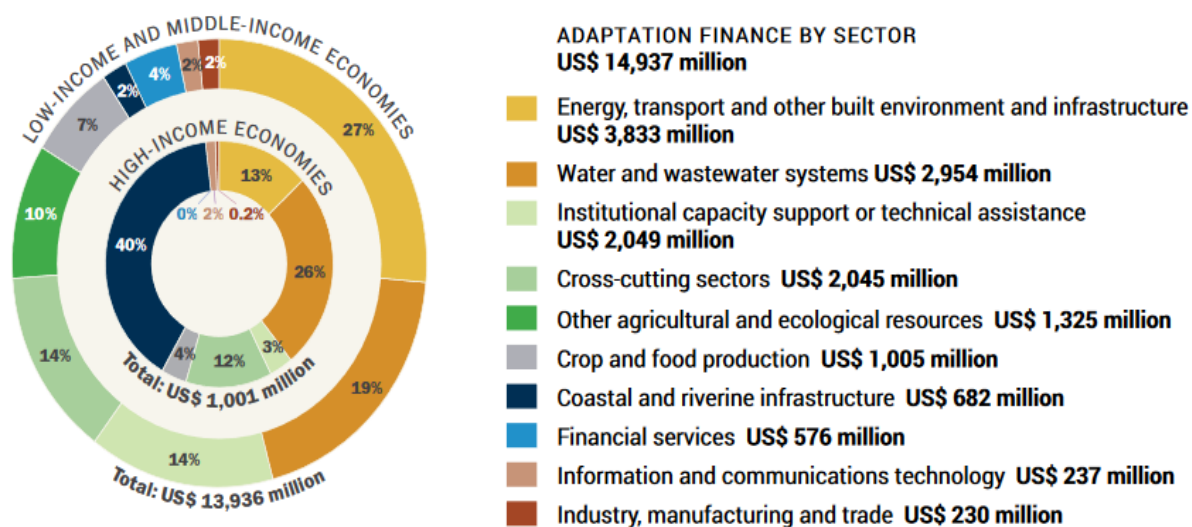 LOW-INCOME AND MIDDLE-INCOME ECONOMIES
27%
19%
14%
14%
10%
7%
2%
4%
2%
2%
Total: US$ 13,936 million
HIGH-INCOME ECONOMIES
13%
26%
3%
12%
4%
40%
0%
2%
0.2%
Total: US$ 1,001 million
ADAPTATION FINANCE BY SECTOR
US$ 14,937 million
Energy, transport and other built environment and infrastructure
US$ 3,833 million
Water and wastewater systems US$ 2,954 million
Institutional capacity support or technical assistance
US$ 2,049 million
Cross-cutting sectors US$ 2,045 million
Other agricultural and ecological resources US$ 1,325 million
Crop and food production US$ 1,005 million
Coastal and riverine infrastructure US$ 682 million
Financial services US$ 576 million
Information and communications technology US$ 237 million
Industry, manufacturing and trade US$ 230 million